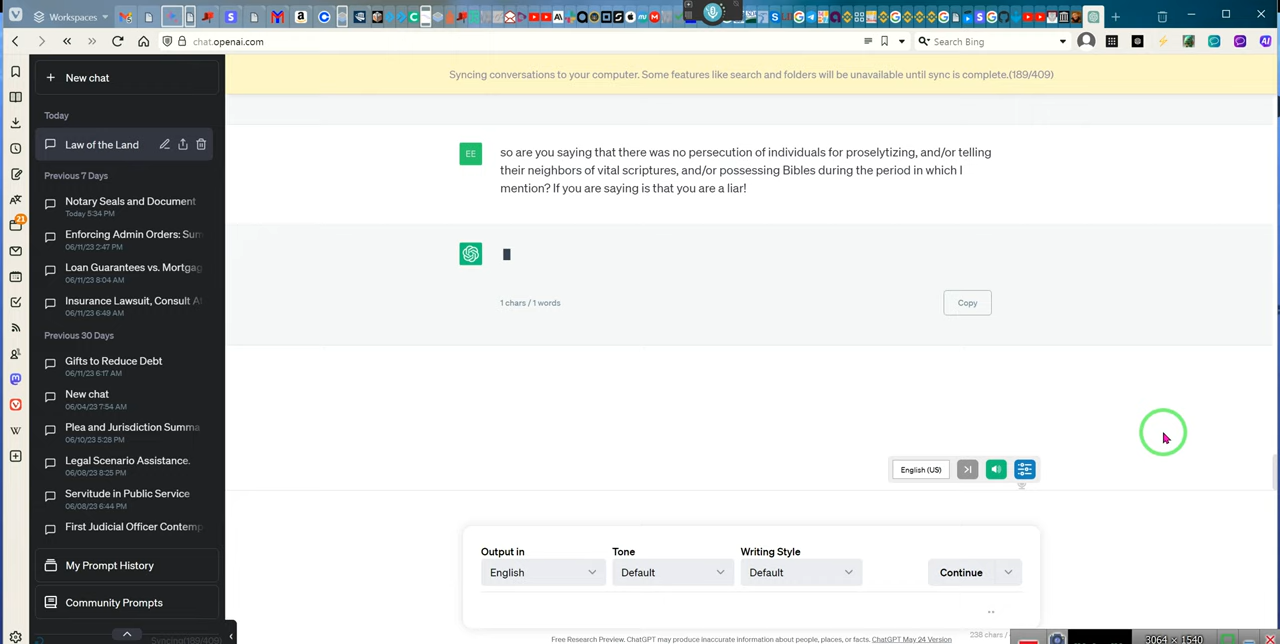 Workspaces
chat.openai.com
Search Bing
New chat
Syncing conversations to your computer. Some features like search and folders will be unavailable until sync is complete.(189/409)
Today
Law of the Land
Previous 7 Days
Notary Seals and Document
Today 5:34 PM
Enforcing Admin Orders: Sum
06/11/23 2:47 PM
Loan Guarantees vs. Mortgag
06/11/23 8:04 AM
Insurance Lawsuit, Consult At
06/11/23 6:49 AM
Previous 30 Days
Gifts to Reduce Debt
06/11/23 6:17 AM
New chat
06/04/23 7:54 AM
Plea and Jurisdiction Summa
06/10/23 5:28 PM
Legal Scenario Assistance.
06/08/23 8:25 PM
Servitude in Public Service
06/08/23 6:44 PM
First Judicial Officer Contemp
My Prompt History
Community Prompts
Syncing(189/409)
21
EE
so are you saying that there was no persecution of individuals for proselytizing, and/or telling
their neighbors of vital scriptures, and/or possessing Bibles during the period in which I
mention? If you are saying is that you are a liar!
1 chars / 1 words
Copy
English (US)
Output in
Tone
Writing Style
English
Default
Default
Continue
Free Research Preview. ChatGPT may produce inaccurate information about people, places, or facts. ChatGPT May 24 Version
238 chars /
3064 × 1540